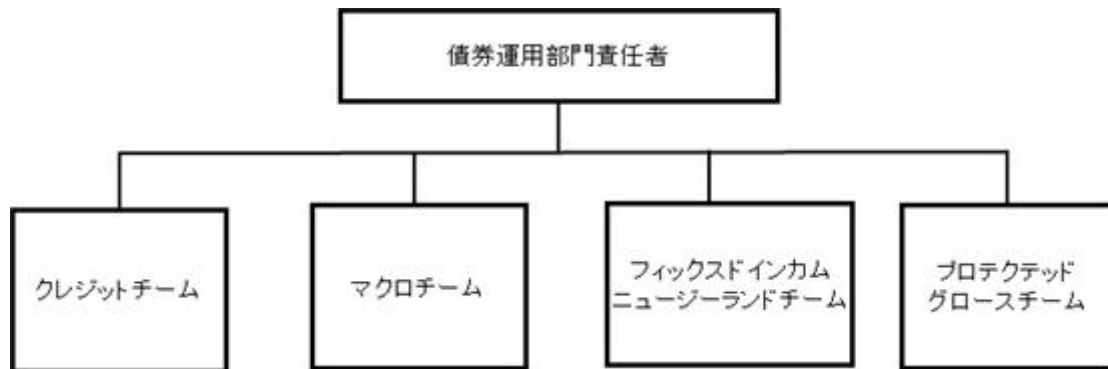 債券運用部門責任者
クレジットチーム
マクロチーム
フィックスドインカム
ニュージーランドチーム
プロテクテッド
グロースチーム